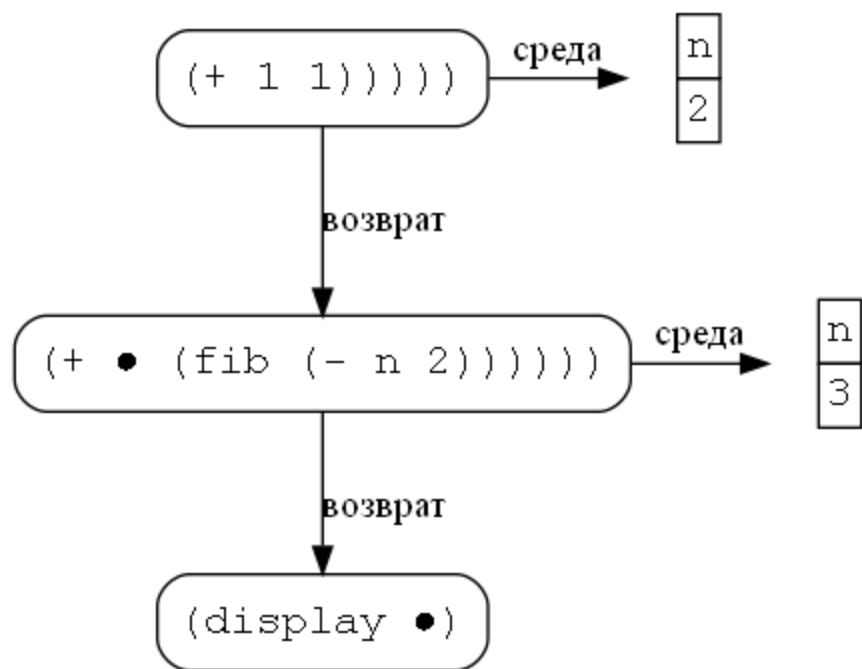 (+ 1 1)))))
среда
n
2
возврат
(+ ● (fib (- n 2))))))
среда
n
3
возврат
(display ●)